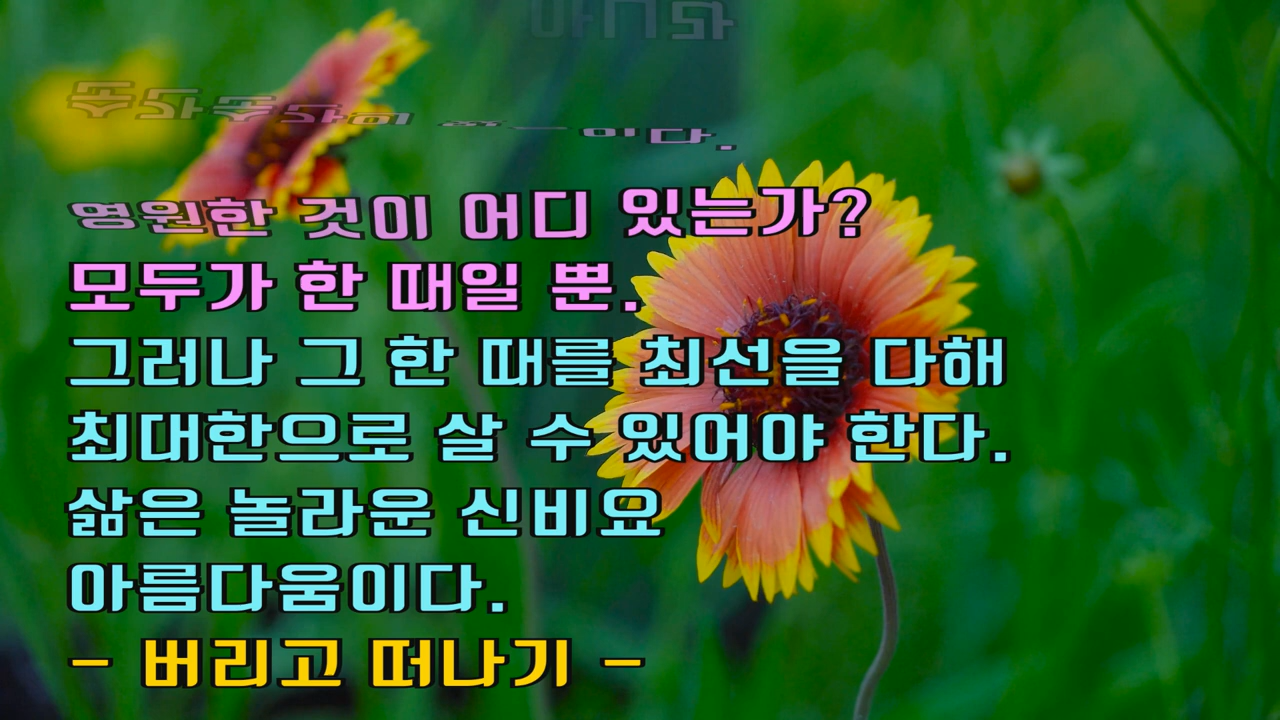 영원한 것이 어디 있는가?
모두가 한 때일 뿐.
그러나 그 한 때를 최선을 다해
최대한으로 살 수 있어야 한다.
삶은 놀라운 신비요
아름다움이다.
- 버리고 떠나기 -